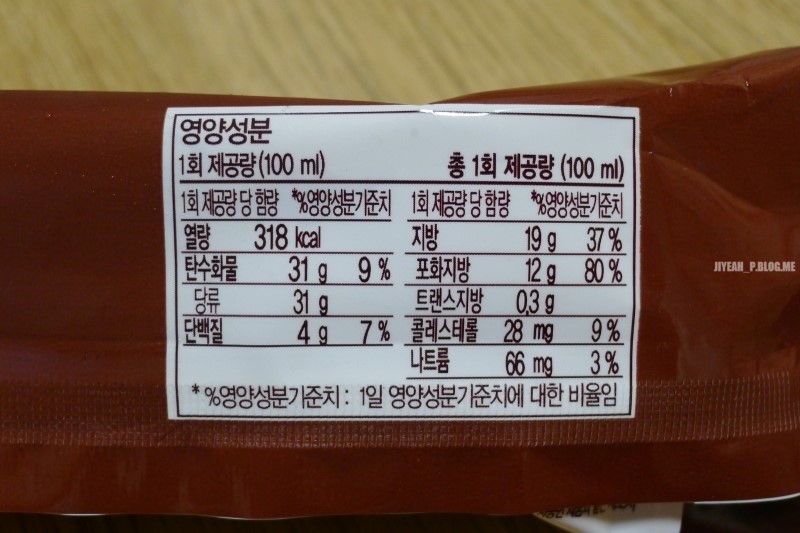 영양성분
1회 제공량 (100 ml) 총 1회 제공량 (100 ml)
1회 제공량 당 함량 *%영양성분기준치 1회 제공량 당 함량 *%영양성분기준치
열량 318 kcal 지방 19 g 37 %
탄수화물 31 g 9 % 포화지방 12 g 80 %
당류 31 g 트랜스지방 0.3 g
단백질 4 g 7 % 콜레스테롤 28 mg 9 %
나트륨 66 mg 3 %
* %영양성분기준치 : 1일 영양성분기준치에 대한 비율임
JIYEAH_P.BLOG.ME